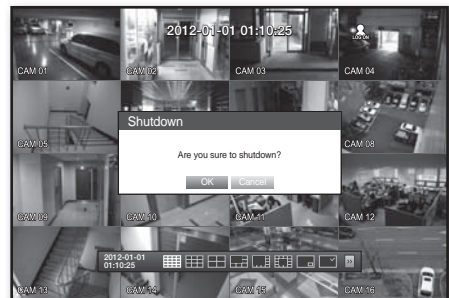 2012-01-01 01:10:25
LOG ON
CAM 01
CAM 02
CAM 03
CAM 04
Shutdown
CAM 05
CAM 08
Are you sure to shutdown?
OK Cancel
CAM 09
CAM 10
CAM 11
CAM 12
2012-01-01
01:10:25
CAM 13
CAM 14
CAM 15
CAM 16